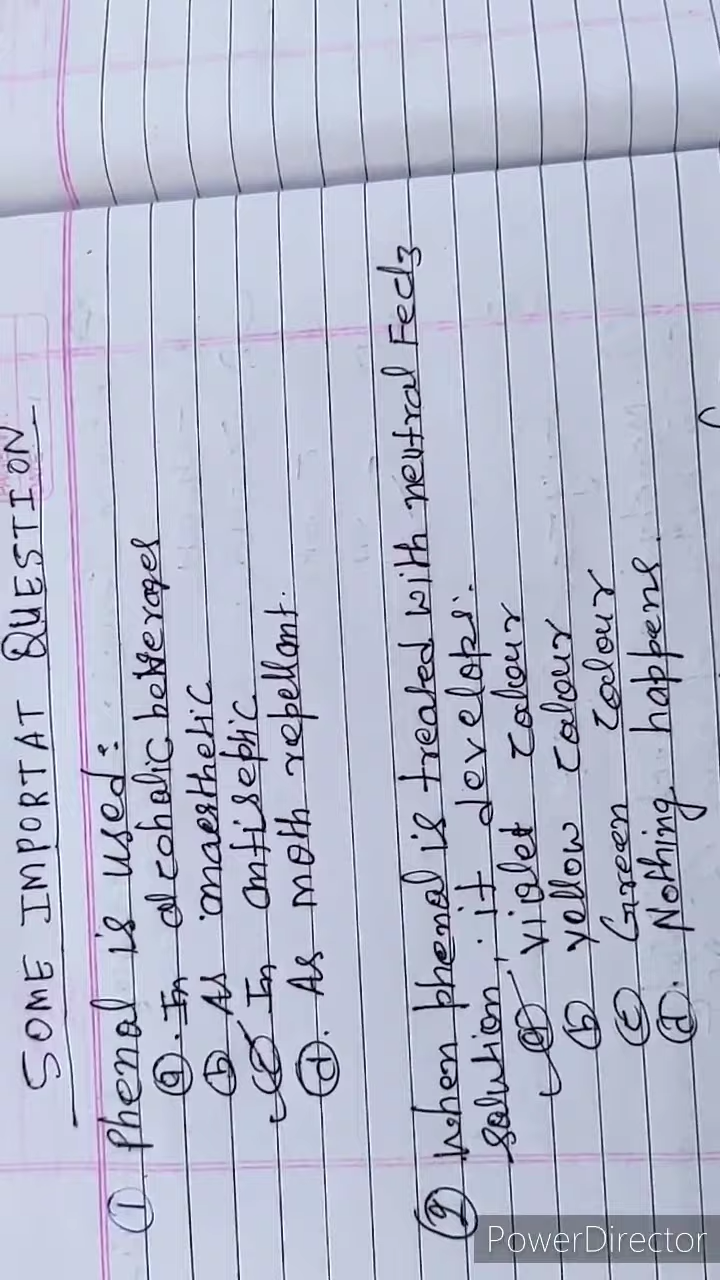 SOME IMPORTAT QUESTION
① Phenol is used:
ⓐ. In alcoholic beverages
ⓑ As anaesthetic
ⓒ In antiseptic
ⓓ. As moth repellant.
② When phenol is treated with neutral Fecl3
solution, it develops:
ⓐ violet colour
ⓑ yellow colour
ⓒ Green colour
ⓓ. Nothing happens.
PowerDirector